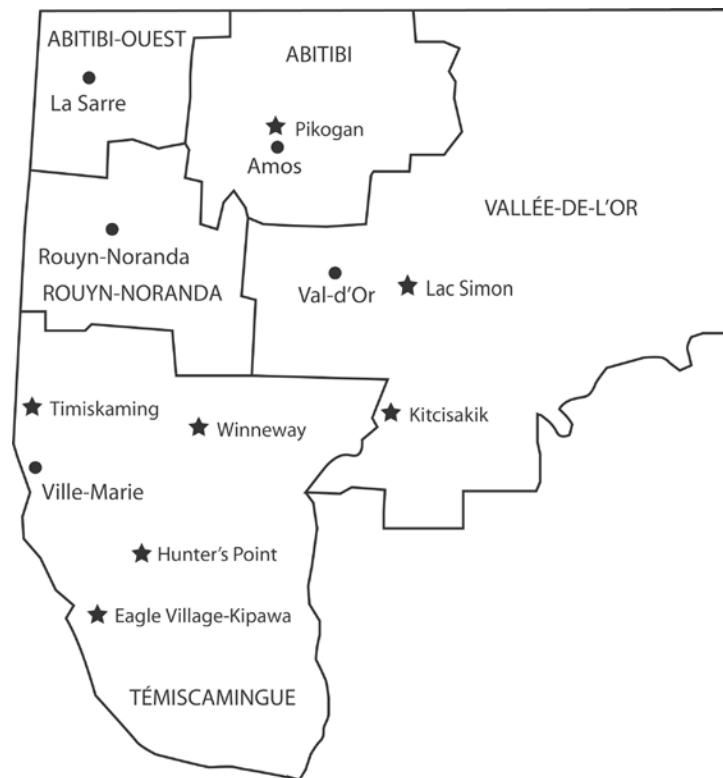 ABITIBI-OUEST
ABITIBI
La Sarre
Pikogan
Amos
VALLÉE-DE-L'OR
Rouyn-Noranda
ROUYN-NORANDA
Val-d'Or
Lac Simon
Timiskaming
Winneway
Kitcisakik
Ville-Marie
Hunter's Point
Eagle Village-Kipawa
TÉMISCAMINGUE